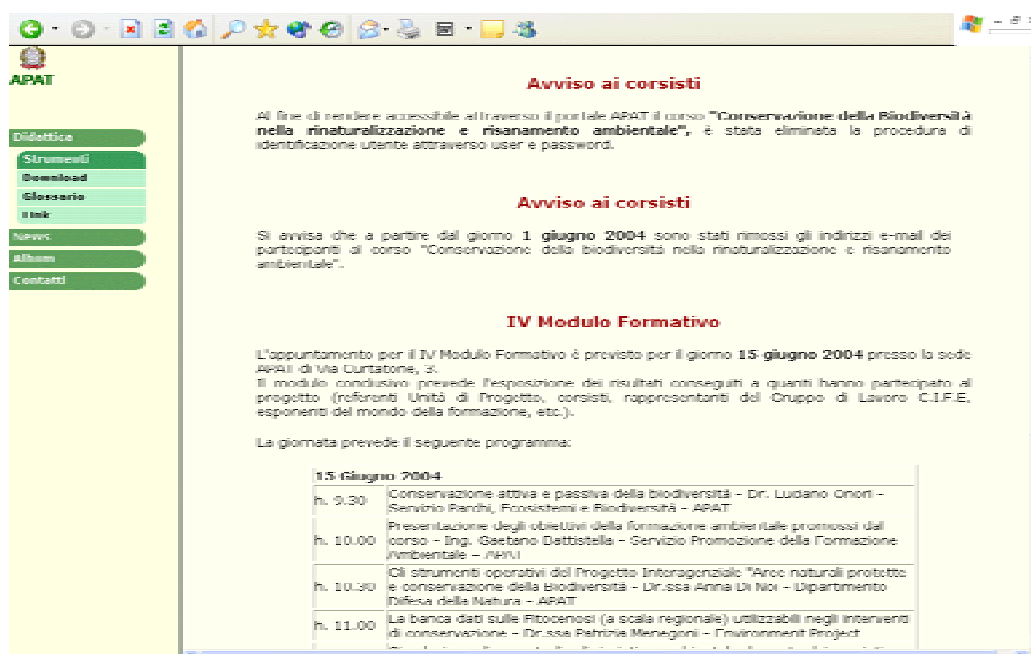 APAT
Didattica
Strumenti
Download
Glossario
Link
News
Album
Contatti
Avviso ai corsisti
Al fine di rendere accessibile attraverso il portale APAT il corso "Conservazione della Biodiversità
nella rinaturalizzazione e risanamento ambientale", è stata eliminata la procedura di
identificazione utente attraverso user e password.
Avviso ai corsisti
Si avvisa che a partire dal giorno 1 giugno 2004 sono stati rimossi gli indirizzi e-mail dei
partecipanti al corso "Conservazione della biodiversità nella rinaturalizzazione e risanamento
ambientale".
IV Modulo Formativo
L'appuntamento per il IV Modulo Formativo è previsto per il giorno 15 giugno 2004 presso la sede
APAT di Via Curtatone, 3.
Il modulo conclusivo prevede l'esposizione dei risultati conseguiti a quanti hanno partecipato al
progetto (referenti Unità di Progetto, corsisti, rappresentanti del Gruppo di Lavoro C.I.F.E,
esponenti del mondo della formazione, etc.).
La giornata prevede il seguente programma:
15 Giugno 2004
h. 9.30 Conservazione attiva e passiva della biodiversità - Dr. Luciano Onori -
Servizio Parchi, Ecosistemi e Biodiversità - APAT
h. 10.00 Presentazione degli obiettivi della formazione ambientale promossi dal
corso - Ing. Gaetano Battistella - Servizio Promozione della Formazione
Ambientale - APAT
h. 10.30 Gli strumenti operativi del Progetto Interagenziale "Aree naturali protette
e conservazione della Biodiversità - Dr.ssa Anna Di Noi - Dipartimento
Difesa della Natura - APAT
h. 11.00 La banca dati sulle Fitocenosi (a scala regionale) utilizzabili negli interventi
di conservazione - Dr.ssa Patrizia Menegoni - Environment Project